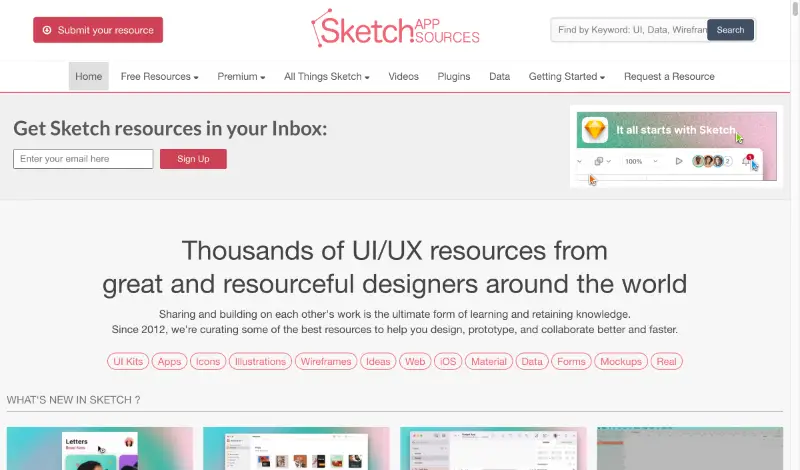 Submit your resource
Sketch APP SOURCES
Find by Keyword: UI, Data, Wirefram
Search
Home
Free Resources
Premium
All Things Sketch
Videos
Plugins
Data
Getting Started
Request a Resource
Get Sketch resources in your Inbox:
Enter your email here
Sign Up
It all starts with Sketch.
100%
2
1
Thousands of UI/UX resources from
great and resourceful designers around the world
Sharing and building on each other's work is the ultimate form of learning and retaining knowledge.
Since 2012, we're curating some of the best resources to help you design, prototype, and collaborate better and faster.
UI Kits
Apps
Icons
Illustrations
Wireframes
Ideas
Web
iOS
Material
Data
Forms
Mockups
Real
WHAT'S NEW IN SKETCH ?
Letters